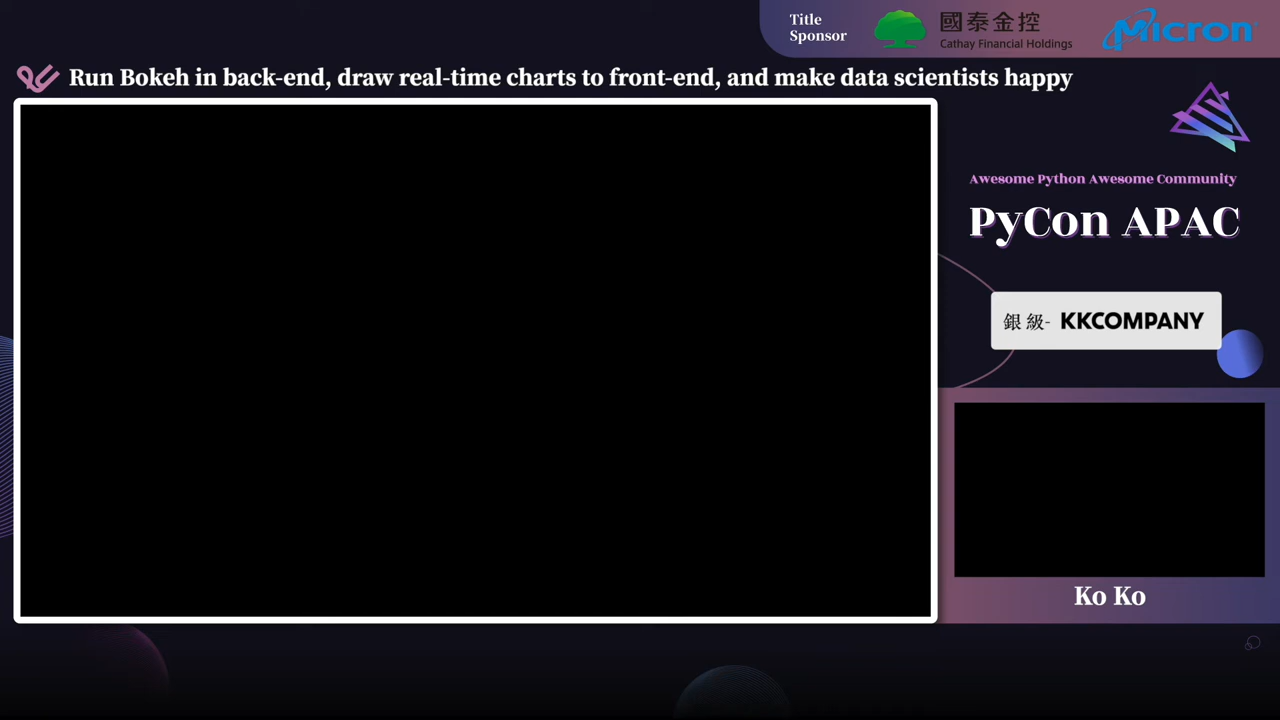 Title
Sponsor
國泰金控
Cathay Financial Holdings
Micron
Run Bokeh in back-end, draw real-time charts to front-end, and make data scientists happy
Awesome Python Awesome Community
PyCon APAC
銀級- KKCOMPANY
Ko Ko